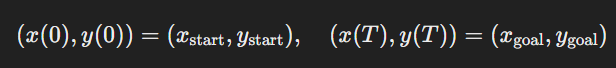 (x(0), y(0)) = (x_start, y_start),  (x(T), y(T)) = (x_goal, y_goal)